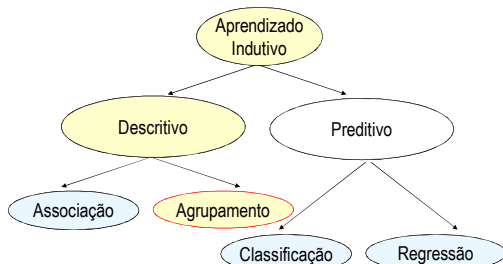 Aprendizado
Indutivo
Descritivo
Preditivo
Associação
Agrupamento
Classificação
Regressão